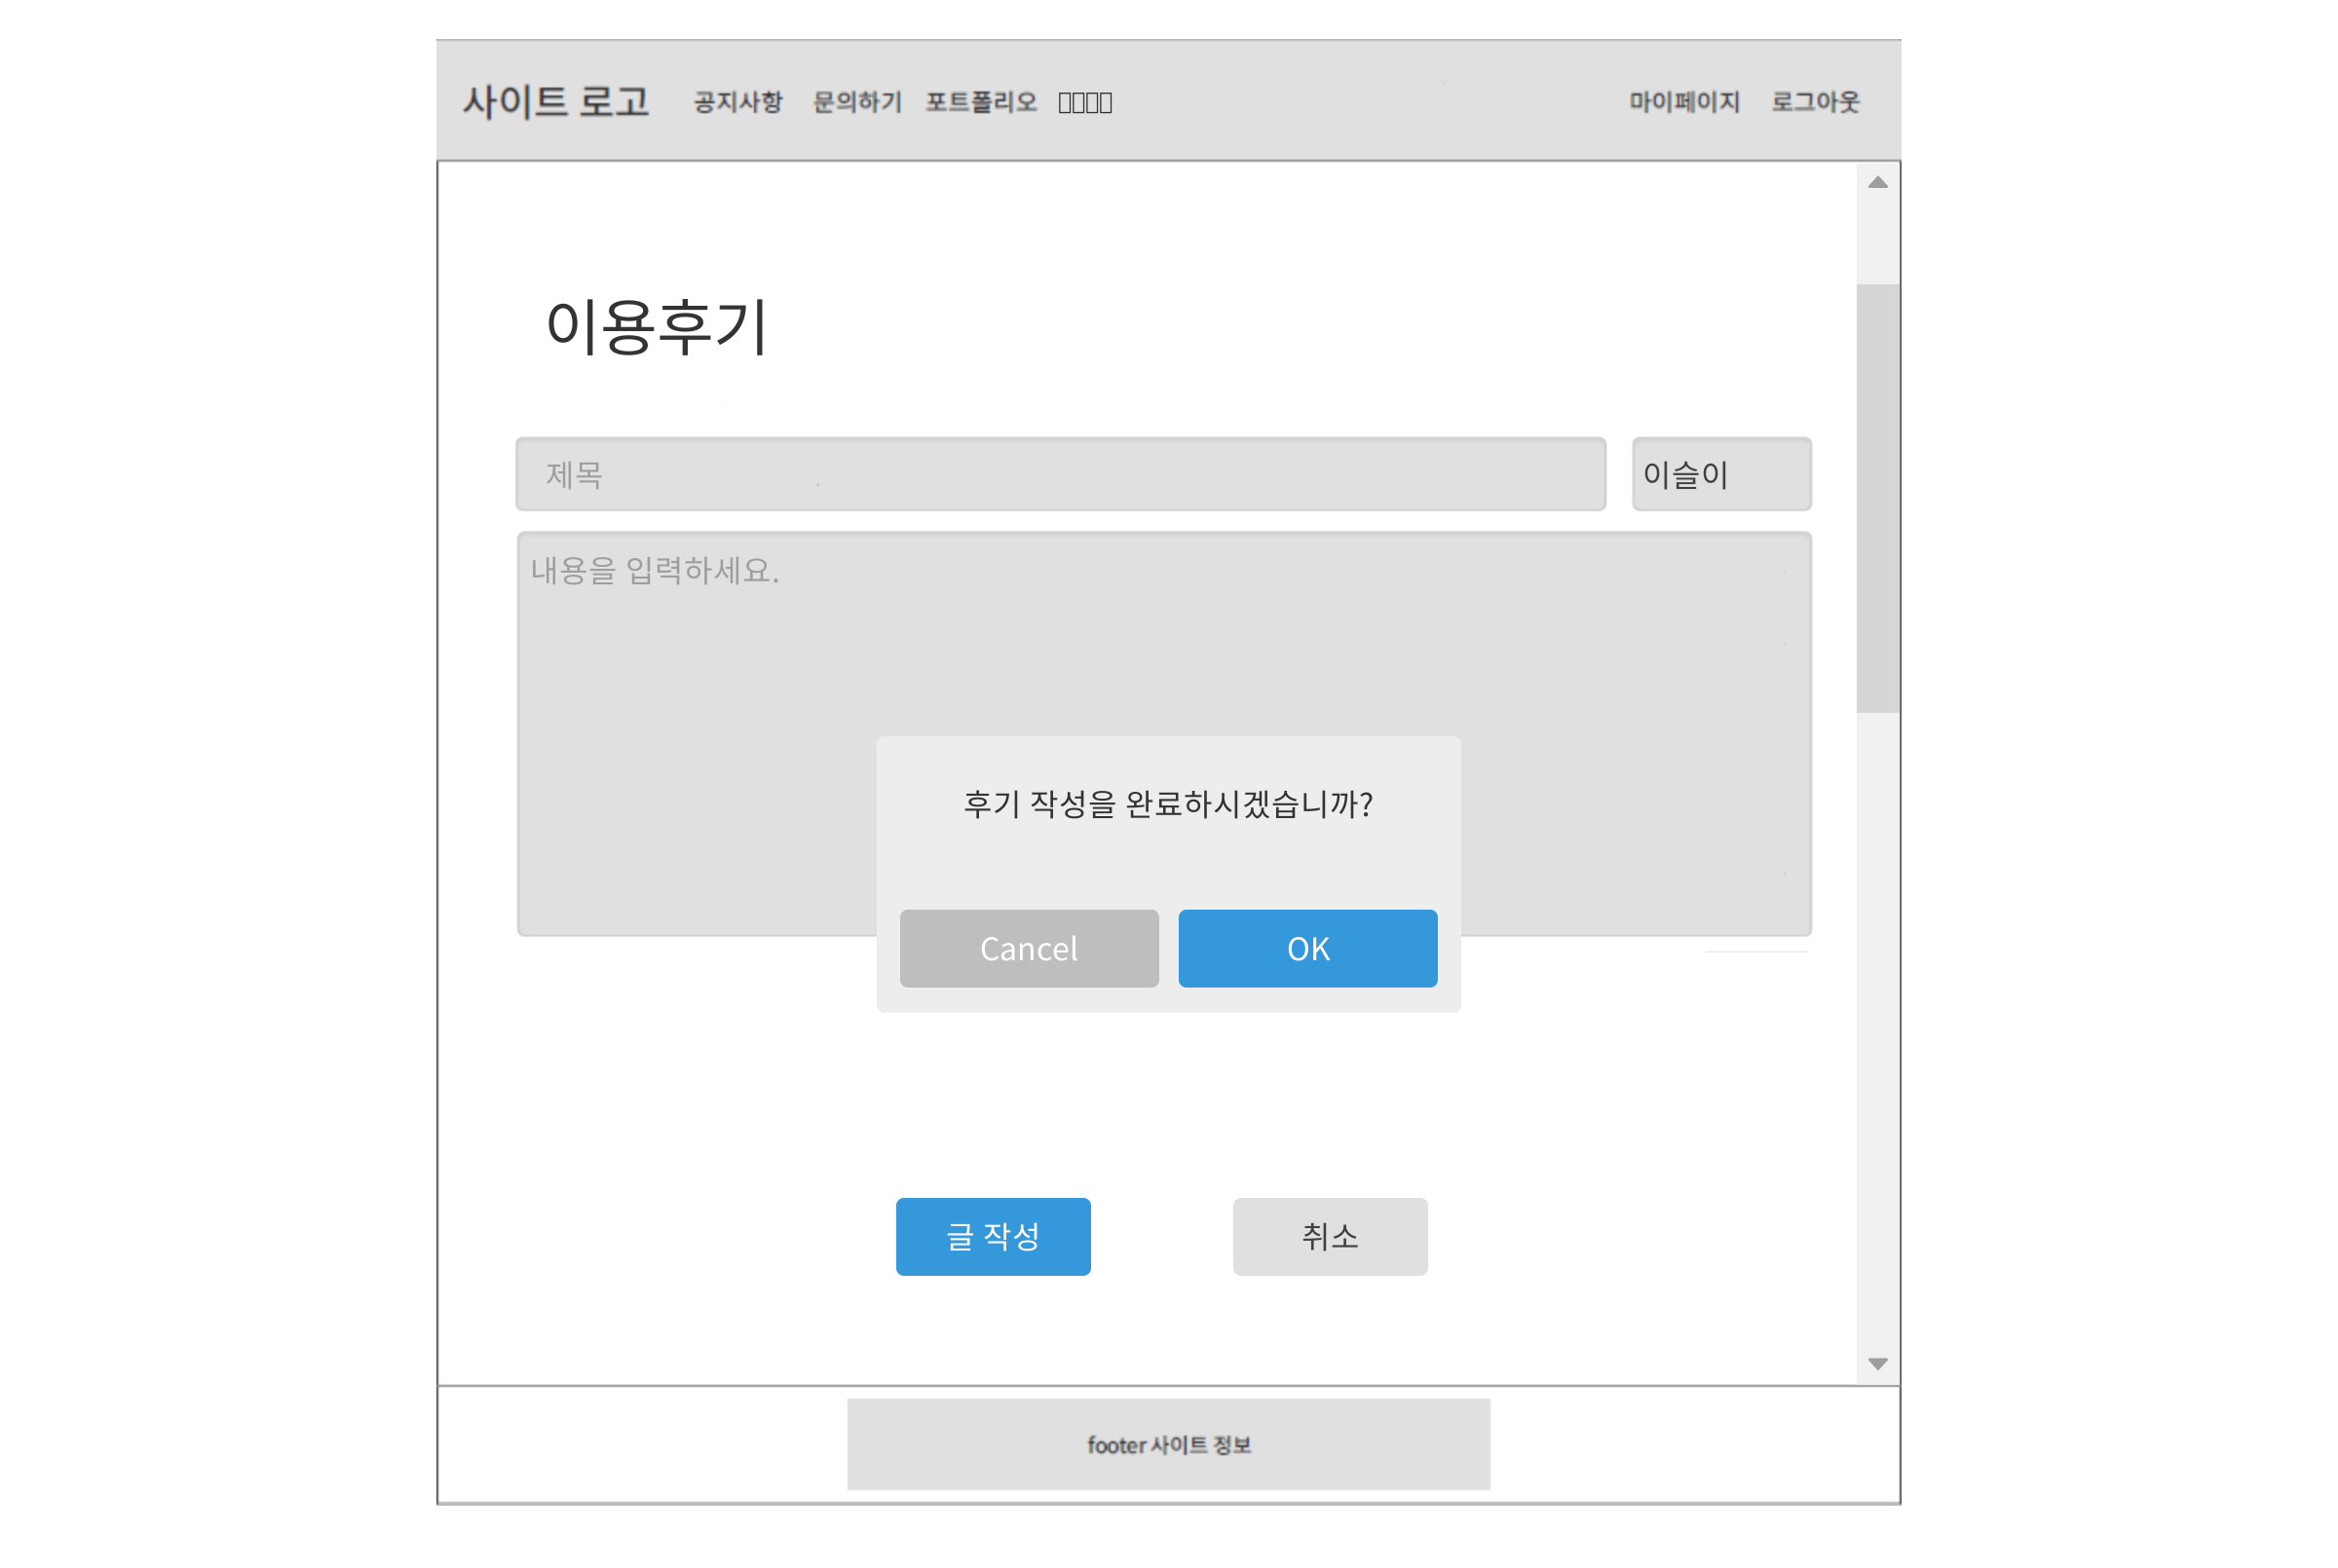 사이트 로고 공지사항 문의하기 포트폴리오 마이페이지 로그아웃
이용후기
제목 이슬이
내용을 입력하세요.
후기 작성을 완료하시겠습니까?
Cancel OK
글 작성 취소
footer 사이트 정보